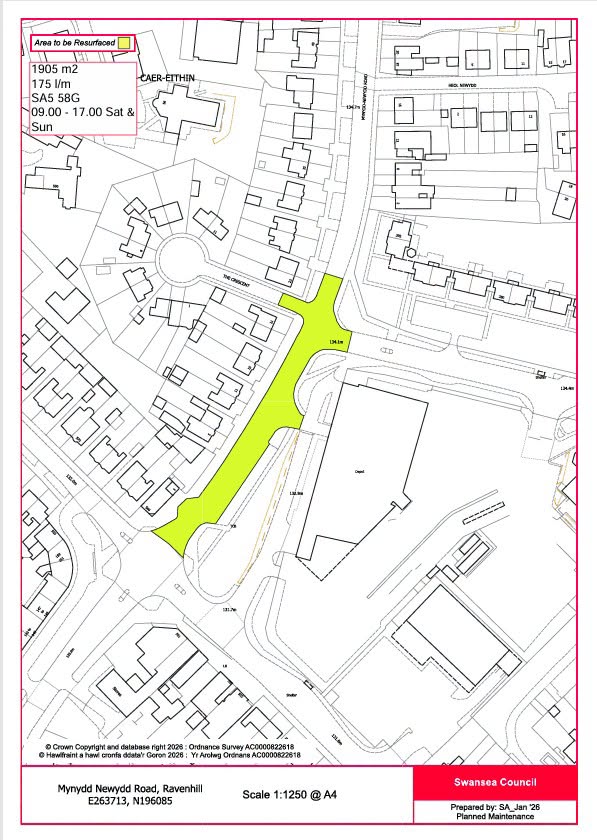 Area to be Resurfaced
1905 m2
175 l/m
SA5 58G
09.00 - 17.00 Sat &
Sun
CAER-EITHIN
134.7m
HEOL NEWYDD
THE CRESCENT
134.1m
Shelter
134.4m
Depot
132.9m
TCB
131.7m
Shelter
© Crown Copyright and database right 2026 : Ordnance Survey AC0000822618
© Hawlfraint a hawl cronfa ddata'r Goron 2026 : Yr Arolwg Ordnans AC0000822618
Mynydd Newydd Road, Ravenhill
E263713, N196085
Scale 1:1250 @ A4
Swansea Council
Prepared by: SA_Jan '26
Planned Maintenance